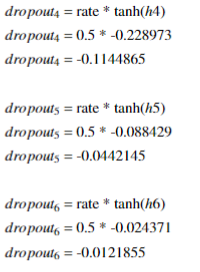 dropout₄ = rate * tanh(h4)
dropout₄ = 0.5 * -0.228973
dropout₄ = -0.1144865
dropout₅ = rate * tanh(h5)
dropout₅ = 0.5 * -0.088429
dropout₅ = -0.0442145
dropout₆ = rate * tanh(h6)
dropout₆ = 0.5 * -0.024371
dropout₆ = -0.0121855